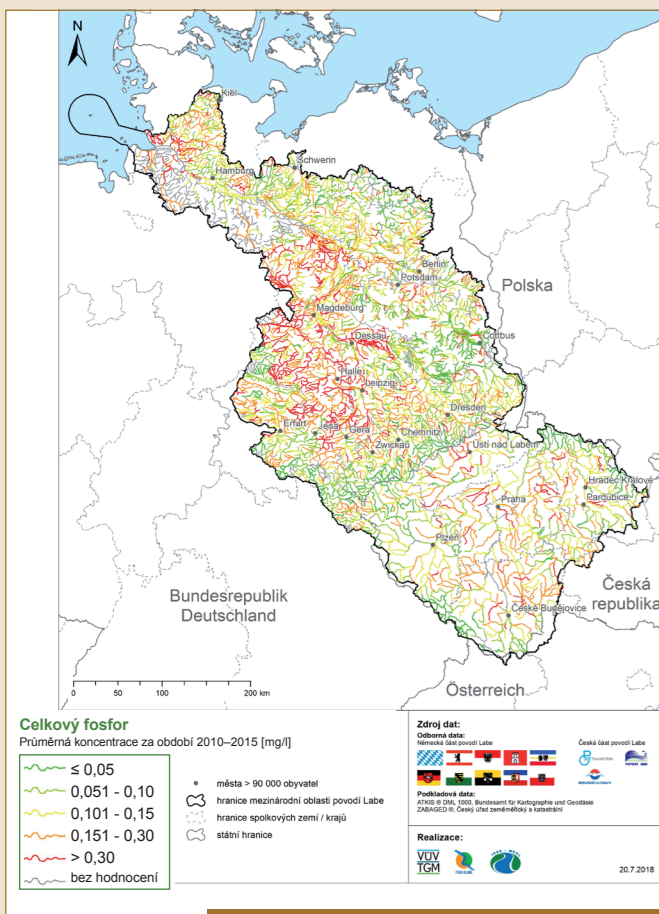 N
Kiel
Schwerin
Hamburg
Berlin
Potsdam
Polska
Magdeburg
Dessau
Cottbus
Halle
Leipzig
Dresden
Erfurt
Jena
Gera
Chemnitz
Zwickau
Ústí nad Labem
Hradec Králové
Praha
Pardubice
Plzeň
Bundesrepublik
Deutschland
Česká
republika
České Budějovice
0 50 100 200 km
Österreich
Celkový fosfor
Průměrná koncentrace za období 2010–2015 [mg/l]
≤ 0,05
0,051 - 0,10
0,101 - 0,15
0,151 - 0,30
> 0,30
bez hodnocení
města > 90 000 obyvatel
hranice mezinárodní oblasti povodí Labe
hranice spolkových zemí / krajů
státní hranice
Zdroj dat:
Odborná data:
Německá část povodí Labe
Česká část povodí Labe
Podkladová data:
ATKIS ® DML 1000, Bundesamt für Kartographie und Geodäsie
ZABAGED ®, Český úřad zeměměřický a katastrální
Realizace:
VÚV
TGM
20.7.2018